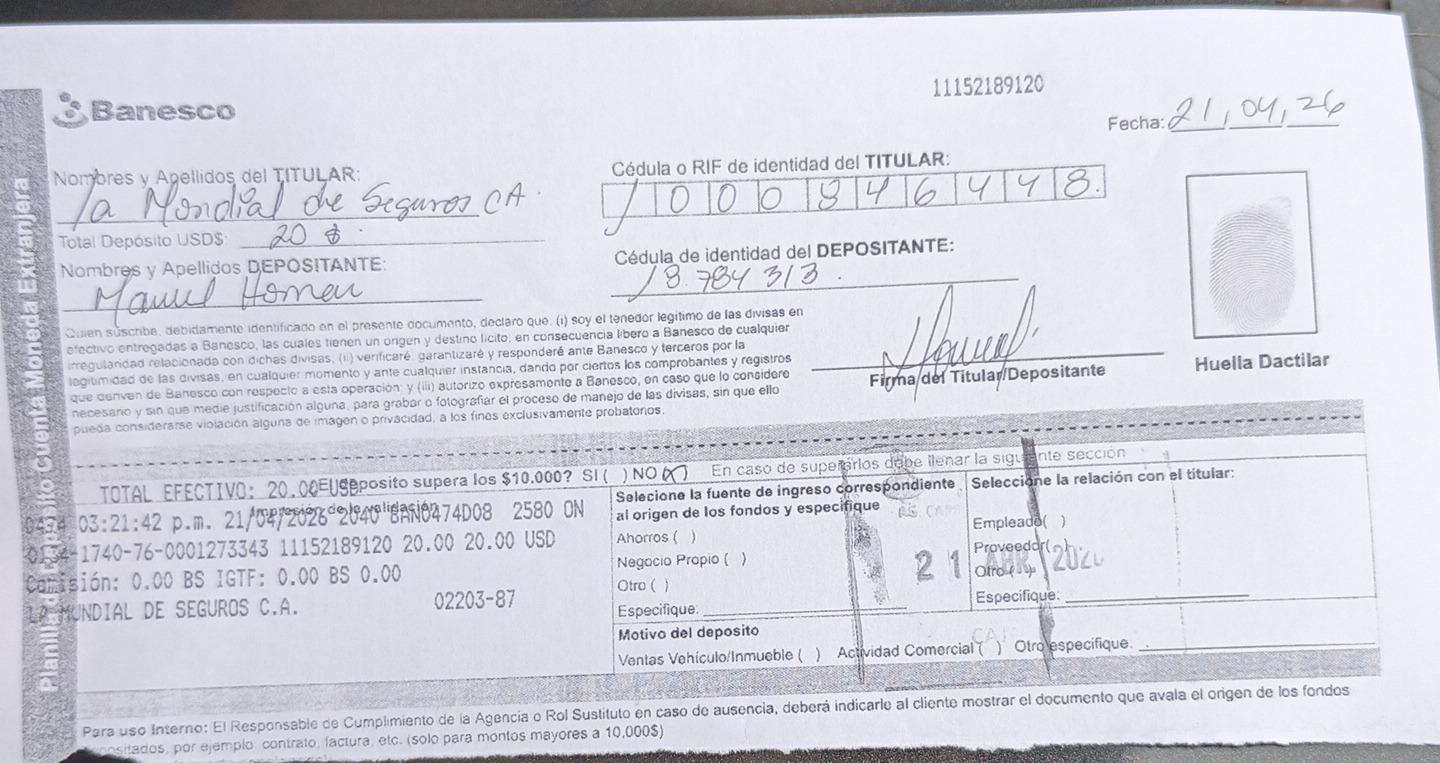 11152189120
Banesco
Fecha: 21, 04, 26
Nombres y Apellidos del TITULAR:
la Mondial de Seguros CA.
Cédula o RIF de identidad del TITULAR:
J 0 0 0 8 4 6 4 4 8.
Total Depósito USD$: 20 $.
Nombres y Apellidos DEPOSITANTE:
Manuel Homen
Cédula de identidad del DEPOSITANTE:
18.784 313.
Quien suscribe, debidamente identificado en el presente documento, declaro que: (i) soy el tenedor legítimo de las divisas en
efectivo entregadas a Banesco, las cuales tienen un origen y destino lícito, en consecuencia libero a Banesco de cualquier
irregularidad relacionada con dichas divisas, (ii) verificaré, garantizaré y responderé ante Banesco y terceros por la
legitimidad de las divisas, en cualquier momento y ante cualquier instancia, dando por ciertos los comprobantes y registros
que deriven de Banesco con respecto a esta operación; y (iii) autorizo expresamente a Banesco, en caso que lo considere
necesario y sin que medie justificación alguna, para grabar o fotografiar el proceso de manejo de las divisas, sin que ello
pueda considerarse violación alguna de imagen o privacidad, a los fines exclusivamente probatorios.
Firma del Titular/Depositante
Huella Dactilar
Planilla de Depósito Cuenta Moneda Extranjera
deposito supera los $10.000? SI ( ) NO (X) En caso de superarlos debe llenar la siguiente sección
TOTAL EFECTIVO: 20.00 USD
Impresión de la validación
03:21:42 p.m. 21/04/2026 2040 BAN0474D08 2580 ON
0134-1740-76-0001273343 11152189120 20.00 20.00 USD
Comisión: 0.00 BS IGTF: 0.00 BS 0.00
LA MUNDIAL DE SEGUROS C.A. 02203-87
Selecione la fuente de ingreso correspondiente
al origen de los fondos y especifique
Ahorros ( )
Negocio Propio ( )
Otro ( )
Especifique:
Seleccione la relación con el titular:
Empleado( )
Proveedor( )
Otro( )
Especifique:
21 ABR 2026
Motivo del deposito
Ventas Vehículo/Inmueble ( ) Actividad Comercial ( ) Otro especifique:
Para uso Interno: El Responsable de Cumplimiento de la Agencia o Rol Sustituto en caso de ausencia, deberá indicarle al cliente mostrar el documento que avala el origen de los fondos
depositados, por ejemplo: contrato, factura, etc. (solo para montos mayores a 10.000$)